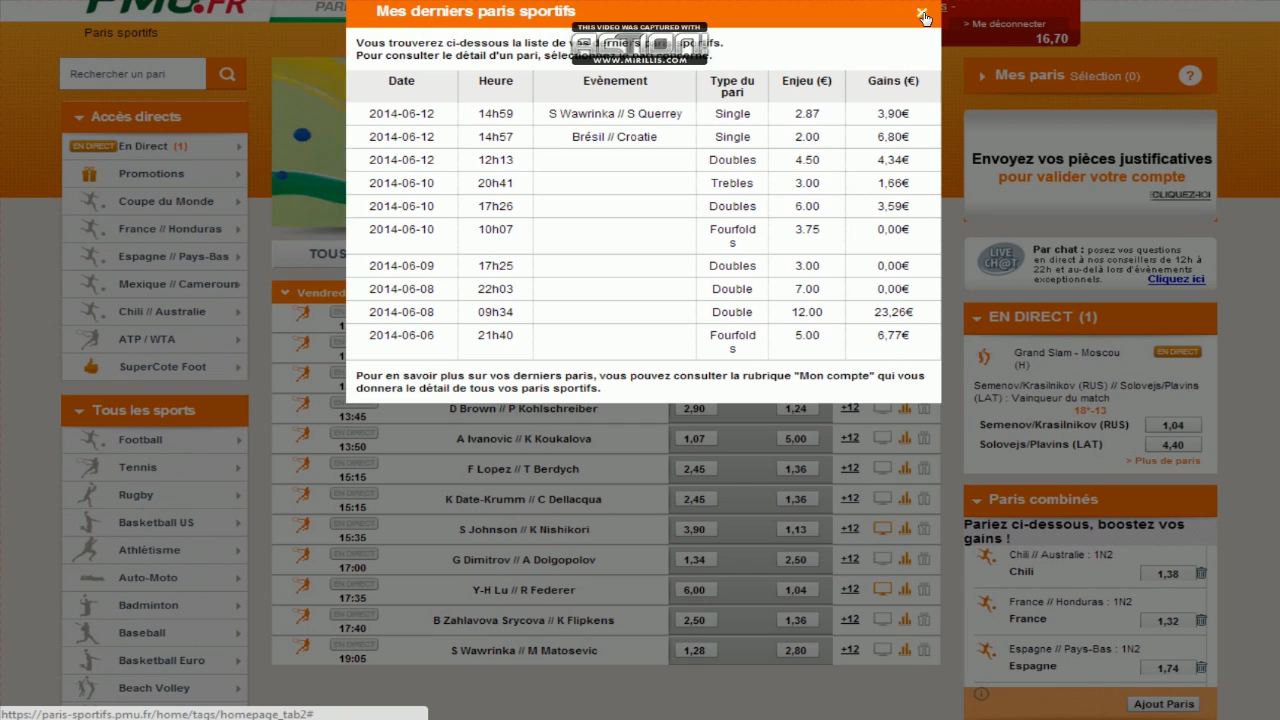 PMU.FR
PARI
Mes derniers paris sportifs
> Me déconnecter
16,70
Paris sportifs
THIS VIDEO WAS CAPTURED WITH
ACTION!
WWW.MIRILLIS.COM
Vous trouverez ci-dessous la liste de vos derniers paris sportifs.
Pour consulter le détail d'un pari,
Rechercher un pari
Mes paris Sélection (0) ?
Date Heure Evènement Type du pari Enjeu (€) Gains (€)
2014-06-12 14h59 S Wawrinka // S Querrey Single 2.87 3,90€
2014-06-12 14h57 Brésil // Croatie Single 2.00 6,80€
2014-06-12 12h13 Doubles 4.50 4,34€
2014-06-10 20h41 Trebles 3.00 1,66€
2014-06-10 17h26 Doubles 6.00 3,59€
2014-06-10 10h07 Fourfolds 3.75 0,00€
2014-06-09 17h25 Doubles 3.00 0,00€
2014-06-08 22h03 Double 7.00 0,00€
2014-06-08 09h34 Double 12.00 23,26€
2014-06-06 21h40 Fourfolds 5.00 6,77€
Pour en savoir plus sur vos derniers paris, vous pouvez consulter la rubrique "Mon compte" qui vous
donnera le détail de tous vos paris sportifs.
Accès directs
EN DIRECT En Direct (1)
Promotions
Coupe du Monde
France // Honduras
Espagne // Pays-Bas
Mexique // Cameroun
Chili // Australie
ATP / WTA
SuperCote Foot
Tous les sports
Football
Tennis
Rugby
Basketball US
Athlétisme
Auto-Moto
Badminton
Baseball
Basketball Euro
Beach Volley
TOUS
Vendred
EN DIRECT
13:45 D Brown // P Kohlschreiber 2,90 1,24 +12
EN DIRECT
13:50 A Ivanovic // K Koukalova 1,07 5,00 +12
EN DIRECT
15:15 F Lopez // T Berdych 2,45 1,36 +12
EN DIRECT
15:15 K Date-Krumm // C Dellacqua 2,45 1,36 +12
EN DIRECT
15:35 S Johnson // K Nishikori 3,90 1,13 +12
EN DIRECT
17:00 G Dimitrov // A Dolgopolov 1,34 2,50 +12
EN DIRECT
17:35 Y-H Lu // R Federer 6,00 1,04 +12
EN DIRECT
17:40 B Zahlavova Srycova // K Flipkens 2,50 1,36 +12
EN DIRECT
19:05 S Wawrinka // M Matosevic 1,28 2,80 +12
Envoyez vos pièces justificatives
pour valider votre compte
CLIQUEZ-ICI
LIVE CH@T
Par chat : posez vos questions
en direct à nos conseillers de 12h à
22h et au-delà lors d'évènements
exceptionnels. Cliquez ici
EN DIRECT (1)
Grand Slam - Moscou
(H)
EN DIRECT
Semenov/Krasilnikov (RUS) // Solovejs/Plavins
(LAT) : Vainqueur du match
18*-13
Semenov/Krasilnikov (RUS) 1,04
Solovejs/Plavins (LAT) 4,40
> Plus de paris
Paris combinés
Pariez ci-dessous, boostez vos
gains !
Chili // Australie : 1N2
Chili 1,38
France // Honduras : 1N2
France 1,32
Espagne // Pays-Bas : 1N2
Espagne 1,74
Ajout Paris
https://paris-sportifs.pmu.fr/home/tags/homepage_tab2#